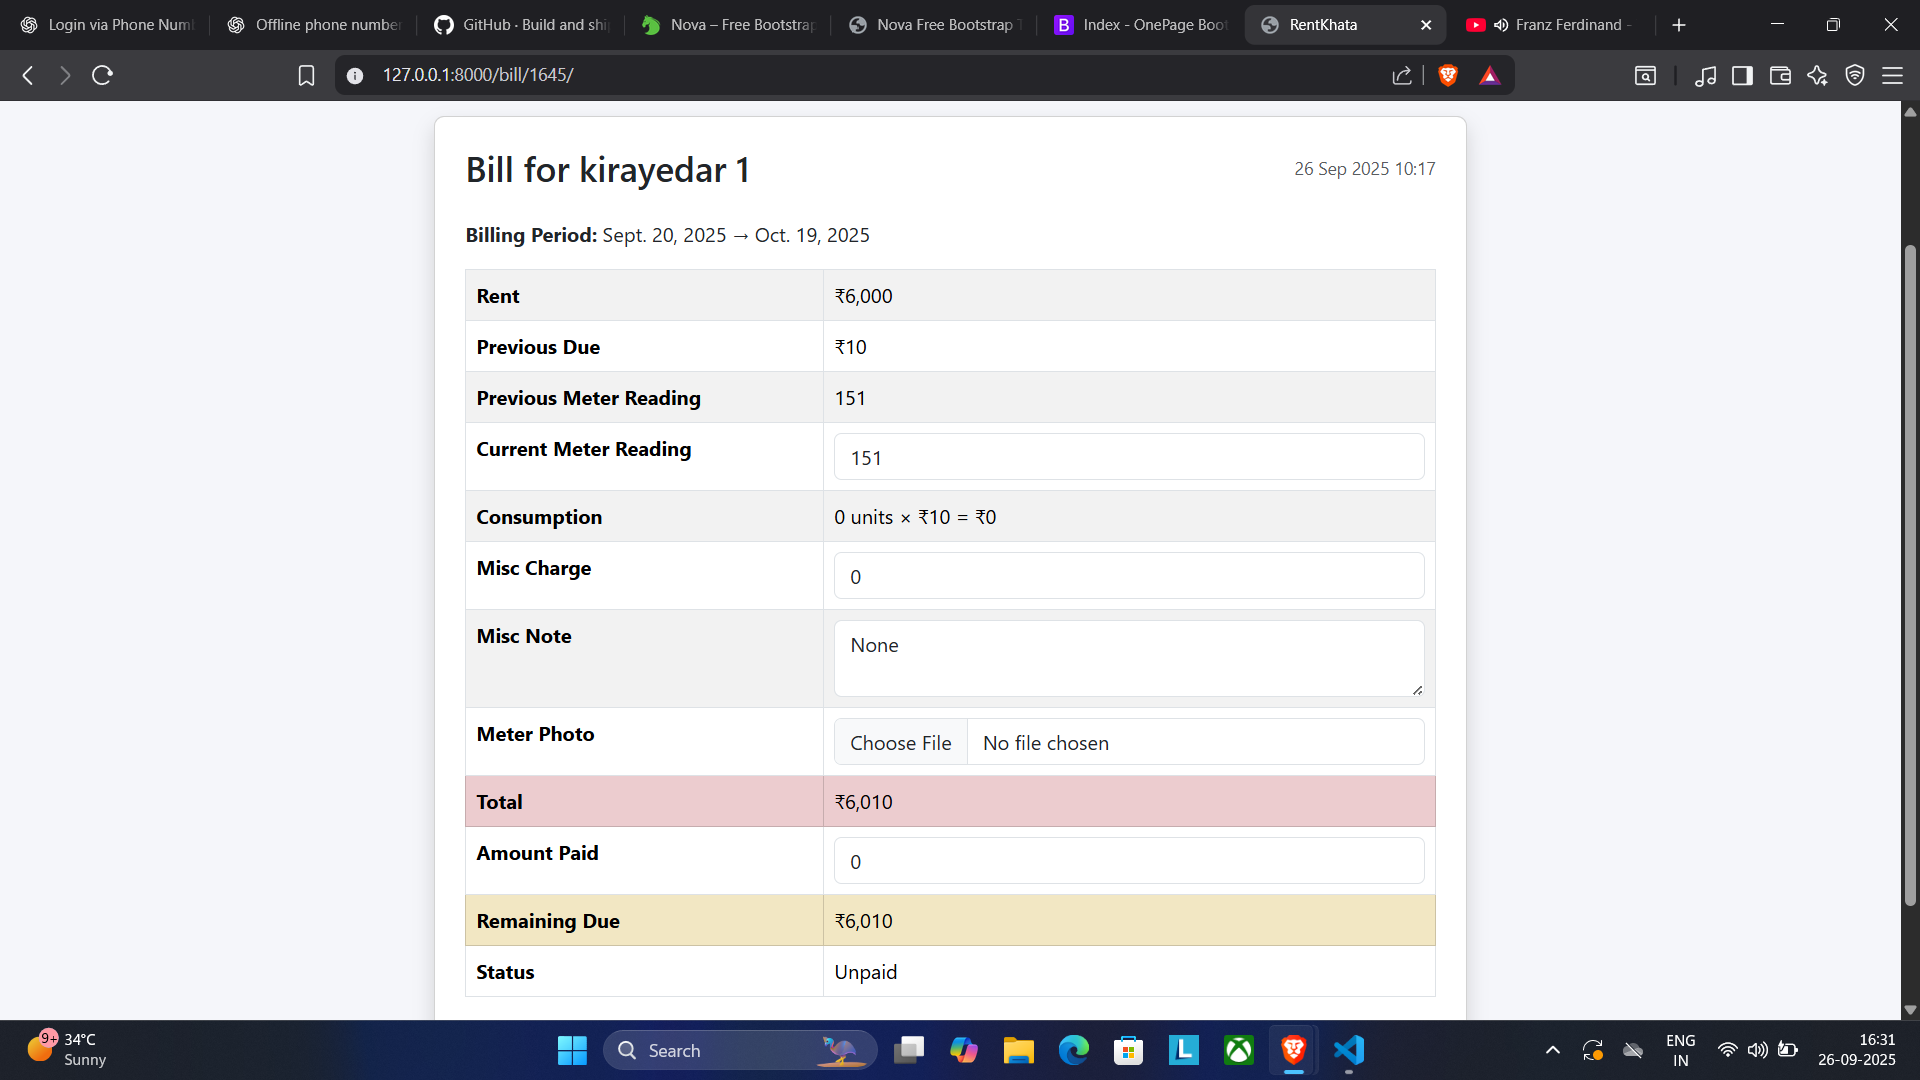 Login via Phone Num
Offline phone number
GitHub · Build and shi
Nova – Free Bootstrap
Nova Free Bootstrap T
Index - OnePage Boot
RentKhata
Franz Ferdinand -
127.0.0.1:8000/bill/1645/
Bill for kirayedar 1
26 Sep 2025 10:17
Billing Period: Sept. 20, 2025 → Oct. 19, 2025
Rent ₹6,000
Previous Due ₹10
Previous Meter Reading 151
Current Meter Reading 151
Consumption 0 units × ₹10 = ₹0
Misc Charge 0
Misc Note None
Meter Photo Choose File No file chosen
Total ₹6,010
Amount Paid 0
Remaining Due ₹6,010
Status Unpaid
9+
34°C
Sunny
Search
ENG
IN
16:31
26-09-2025